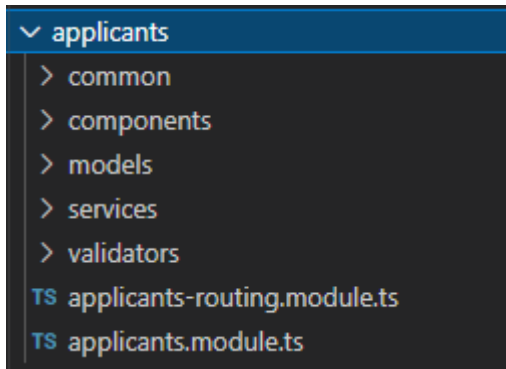 applicants
common
components
models
services
validators
TS applicants-routing.module.ts
TS applicants.module.ts